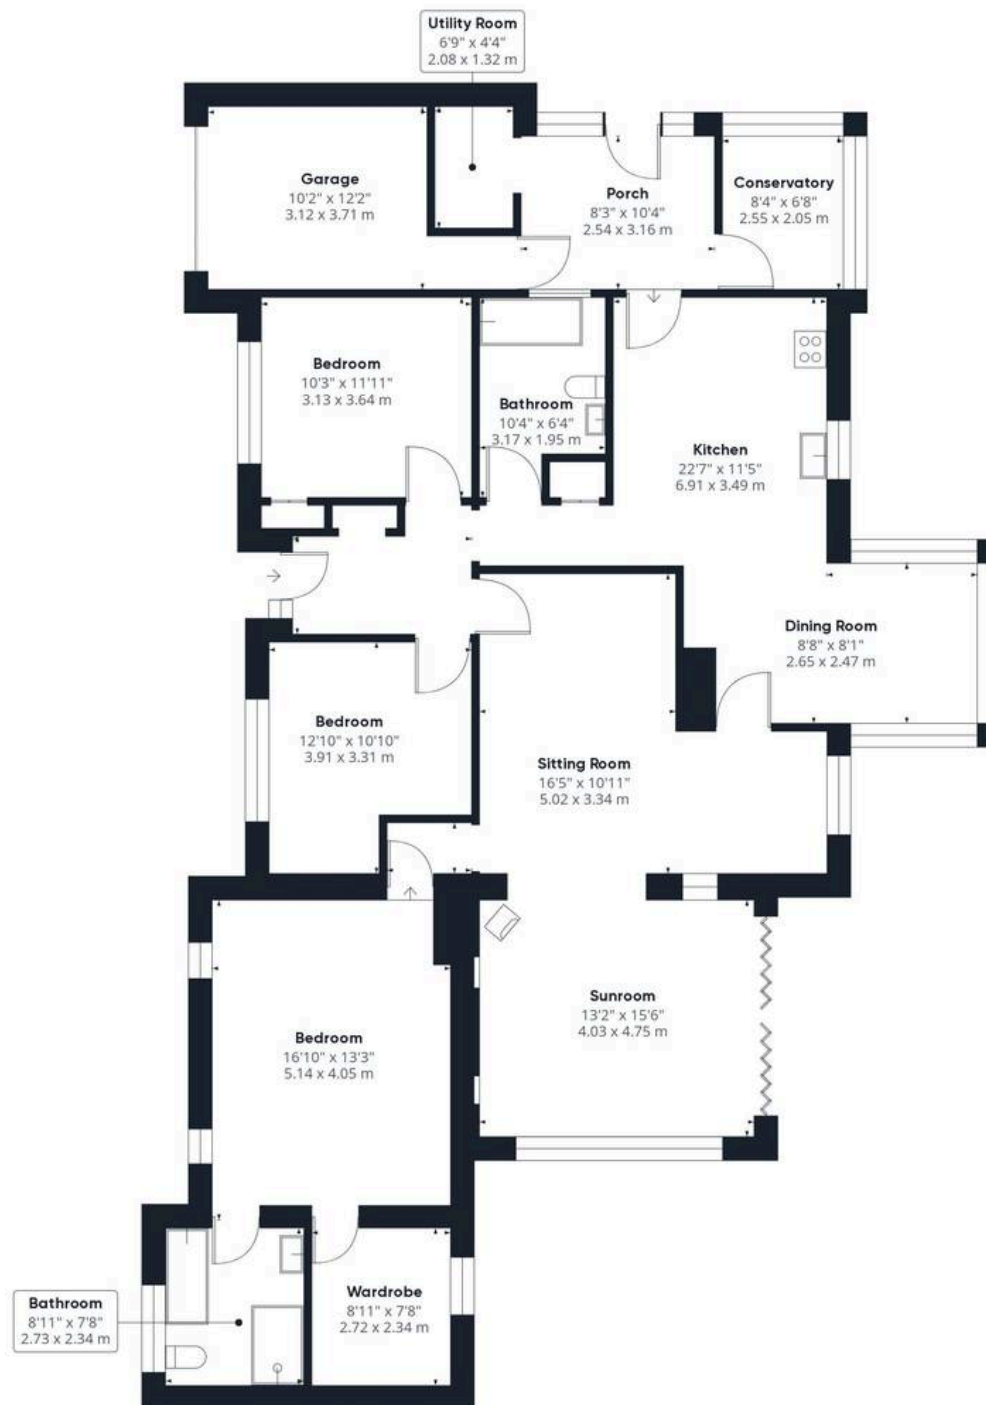 Utility Room
6'9" x 4'4"
2.08 x 1.32 m
Garage
10'2" x 12'2"
3.12 x 3.71 m
Porch
8'3" x 10'4"
2.54 x 3.16 m
Conservatory
8'4" x 6'8"
2.55 x 2.05 m
Bedroom
10'3" x 11'11"
3.13 x 3.64 m
Bathroom
10'4" x 6'4"
3.17 x 1.95 m
Kitchen
22'7" x 11'5"
6.91 x 3.49 m
Dining Room
8'8" x 8'1"
2.65 x 2.47 m
Bedroom
12'10" x 10'10"
3.91 x 3.31 m
Sitting Room
16'5" x 10'11"
5.02 x 3.34 m
Sunroom
13'2" x 15'6"
4.03 x 4.75 m
Bedroom
16'10" x 13'3"
5.14 x 4.05 m
Wardrobe
8'11" x 7'8"
2.72 x 2.34 m
Bathroom
8'11" x 7'8"
2.73 x 2.34 m